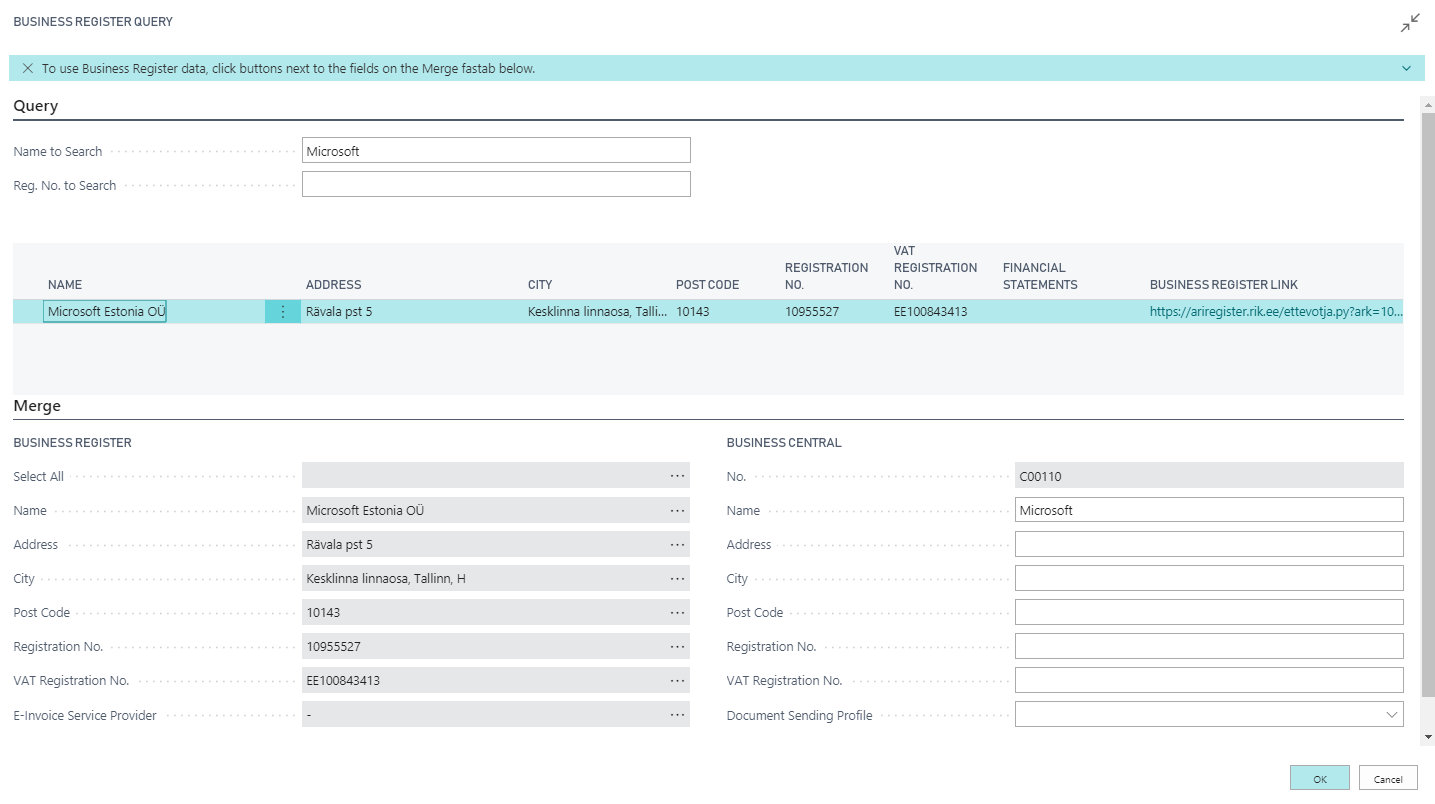 BUSINESS REGISTER QUERY
To use Business Register data, click buttons next to the fields on the Merge fastab below.
Query
Name to Search Microsoft
Reg. No. to Search
NAME ADDRESS CITY POST CODE REGISTRATION NO. VAT REGISTRATION NO. FINANCIAL STATEMENTS BUSINESS REGISTER LINK
Microsoft Estonia OÜ Rävala pst 5 Kesklinna linnaosa, Talli... 10143 10955527 EE100843413 https://ariregister.rik.ee/ettevotja.py?ark=10...
Merge
BUSINESS REGISTER BUSINESS CENTRAL
Select All No. C00110
Name Microsoft Estonia OÜ Name Microsoft
Address Rävala pst 5 Address
City Kesklinna linnaosa, Tallinn, H City
Post Code 10143 Post Code
Registration No. 10955527 Registration No.
VAT Registration No. EE100843413 VAT Registration No.
E-Invoice Service Provider - Document Sending Profile
OK Cancel